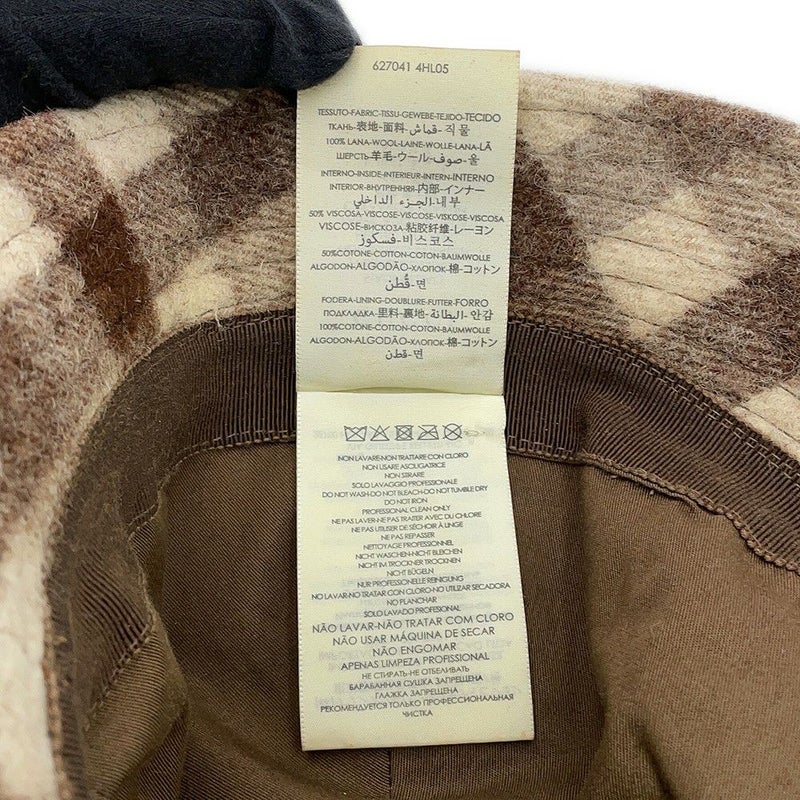 627041 4HL05
TESSUTO-FABRIC-TISSU-GEWEBE-TEJIDO-TECIDO
ТКАНЬ-表地-面料-قماش-직물
100% LANA-WOOL-LAINE-WOLLE-LANA-LÃ
ШЕРСТЬ-羊毛-ウール-صوف-울
INTERNO-INSIDE-INTERIEUR-INTERN-INTERNO
INTERIOR-ВНУТРЕННЯЯ-内部-インナー
الجزء الداخلي-내부
50% VISCOSA-VISCOSE-VISCOSE-VISKOSE-VISCOSA
VISCOSE-ВИСКОЗА-粘胶纤维-レーヨン
فسكوز-비스코스
50%COTONE-COTTON-COTON-BAUMWOLLE
ALGODON-ALGODÃO-ХЛОПОК-棉-コットン
قُطن-면
FODERA-LINING-DOUBLURE-FUTTER-FORRO
ПОДКЛАДКА-里料-裏地-البطانة-안감
100%COTONE-COTTON-COTON-BAUMWOLLE
ALGODON-ALGODÃO-ХЛОПОК-棉-コットン
قطن-면
NON LAVARE-NON TRATTARE CON CLORO
NON USARE ASCIUGATRICE
NON STIRARE
SOLO LAVAGGIO PROFESSIONALE
DO NOT WASH-DO NOT BLEACH-DO NOT TUMBLE DRY
DO NOT IRON
PROFESSIONAL CLEAN ONLY
NE PAS LAVER-NE PAS TRAITER AVEC DU CHLORE
NE PAS UTILISER DE SÉCHOIR À LINGE
NE PAS REPASSER
NETTOYAGE PROFESSIONNEL
NICHT WASCHEN-NICHT BLEICHEN
NICHT IM TROCKNER TROCKNEN
NICHT BÜGELN
NUR PROFESSIONELLE REINIGUNG
NO LAVAR-NO TRATAR CON CLORO-NO UTILIZAR SECADORA
NO PLANCHAR
SOLO LAVADO PROFESIONAL
NÃO LAVAR-NÃO TRATAR COM CLORO
NÃO USAR MÁQUINA DE SECAR
NÃO ENGOMAR
APENAS LIMPEZA PROFISSIONAL
НЕ СТИРАТЬ-НЕ ОТБЕЛИВАТЬ
БАРАБАННАЯ СУШКА ЗАПРЕЩЕНА
ГЛАЖКА ЗАПРЕЩЕНА
РЕКОМЕНДУЕТСЯ ТОЛЬКО ПРОФЕССИОНАЛЬНАЯ
ЧИСТКА